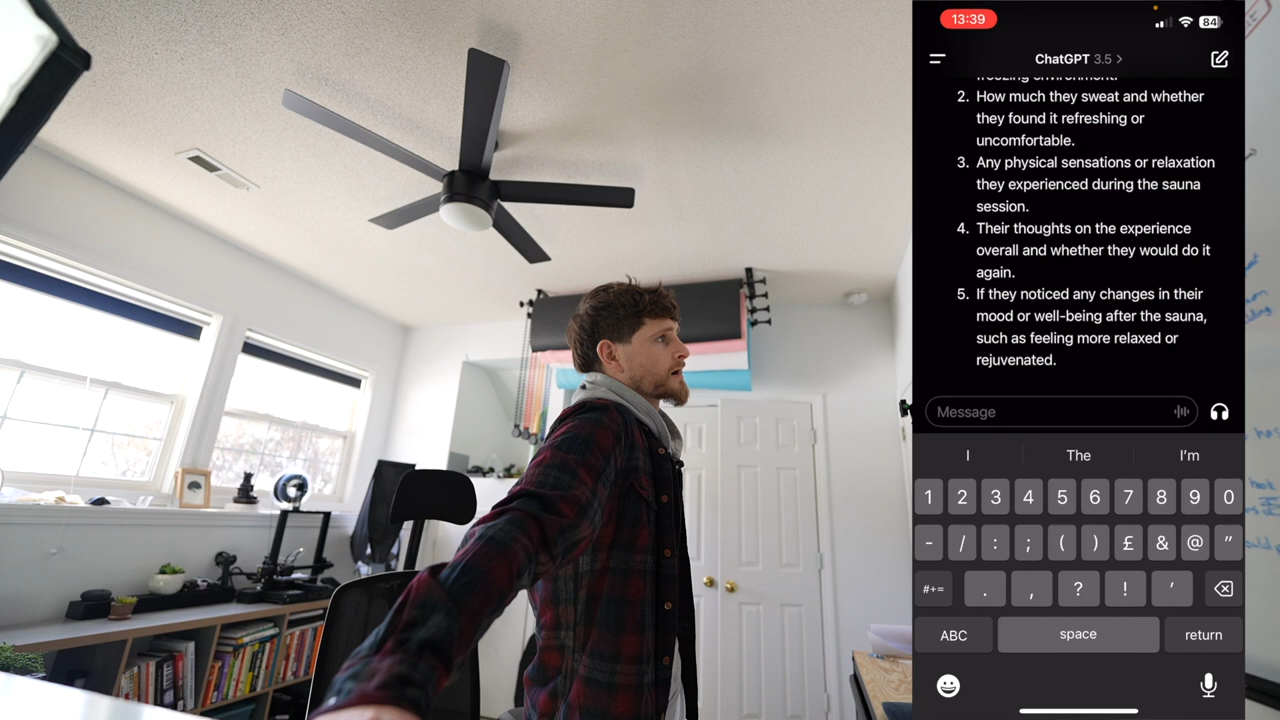 13:39
84
ChatGPT 3.5 >
freezing environment.
2. How much they sweat and whether
they found it refreshing or
uncomfortable.
3. Any physical sensations or relaxation
they experienced during the sauna
session.
4. Their thoughts on the experience
overall and whether they would do it
again.
5. If they noticed any changes in their
mood or well-being after the sauna,
such as feeling more relaxed or
rejuvenated.
Message
I The I'm
1 2 3 4 5 6 7 8 9 0
- / : ; ( ) £ & @ "
#+= . , ? ! '
ABC space return